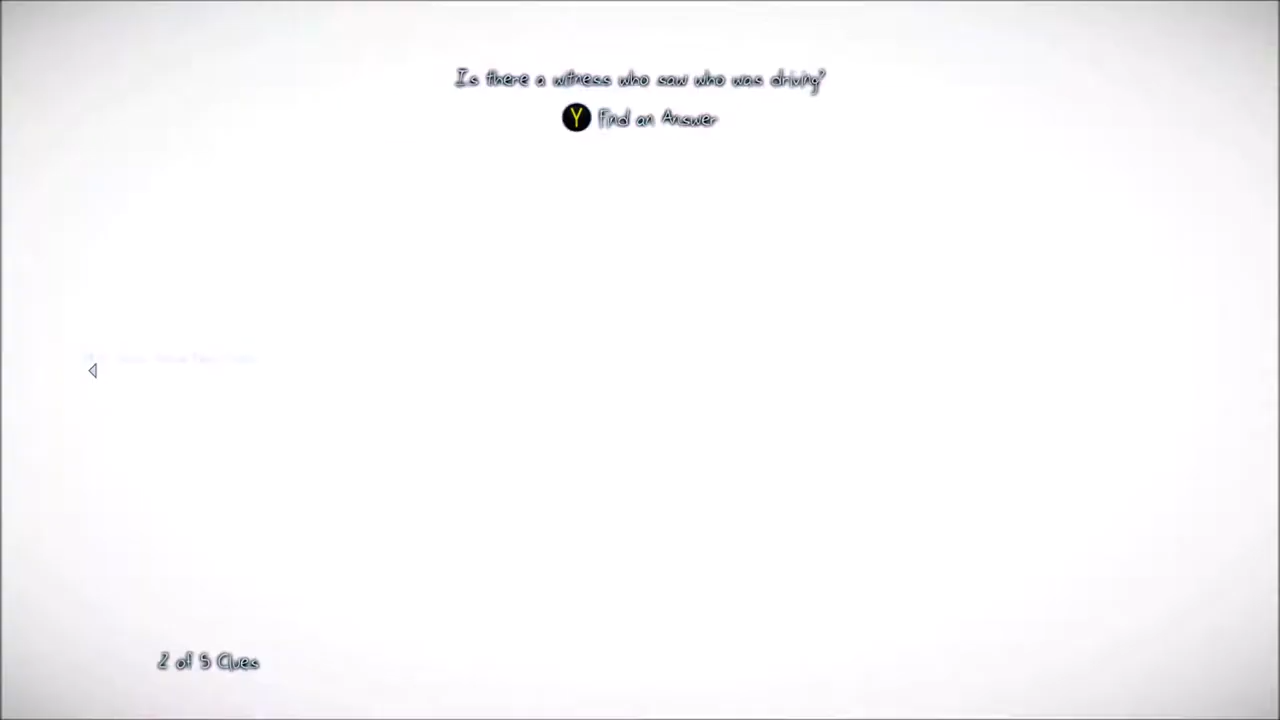 Is there a witness who saw who was driving?
Y Find an Answer
2 of 5 Clues